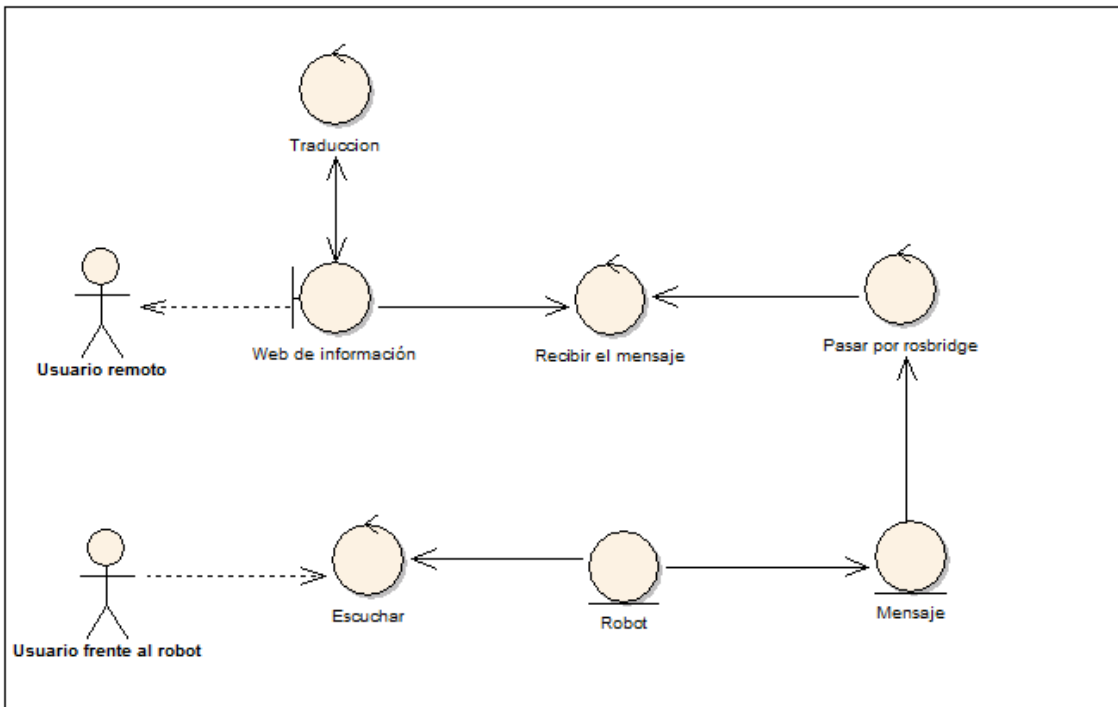 Traduccion
Usuario remoto
Web de información
Recibir el mensaje
Pasar por rosbridge
Usuario frente al robot
Escuchar
Robot
Mensaje